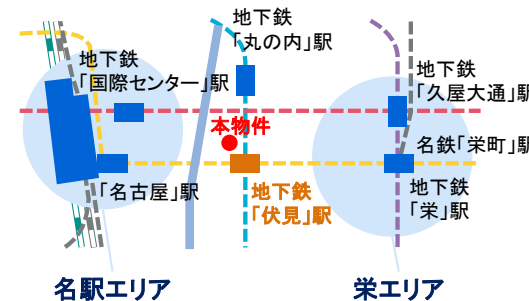 地下鉄
「丸の内」駅
地下鉄
「国際センター」駅
地下鉄
「久屋大通」駅
本物件
名鉄「栄町」駅
「名古屋」駅
地下鉄
「伏見」駅
地下鉄
「栄」駅
名駅エリア
栄エリア